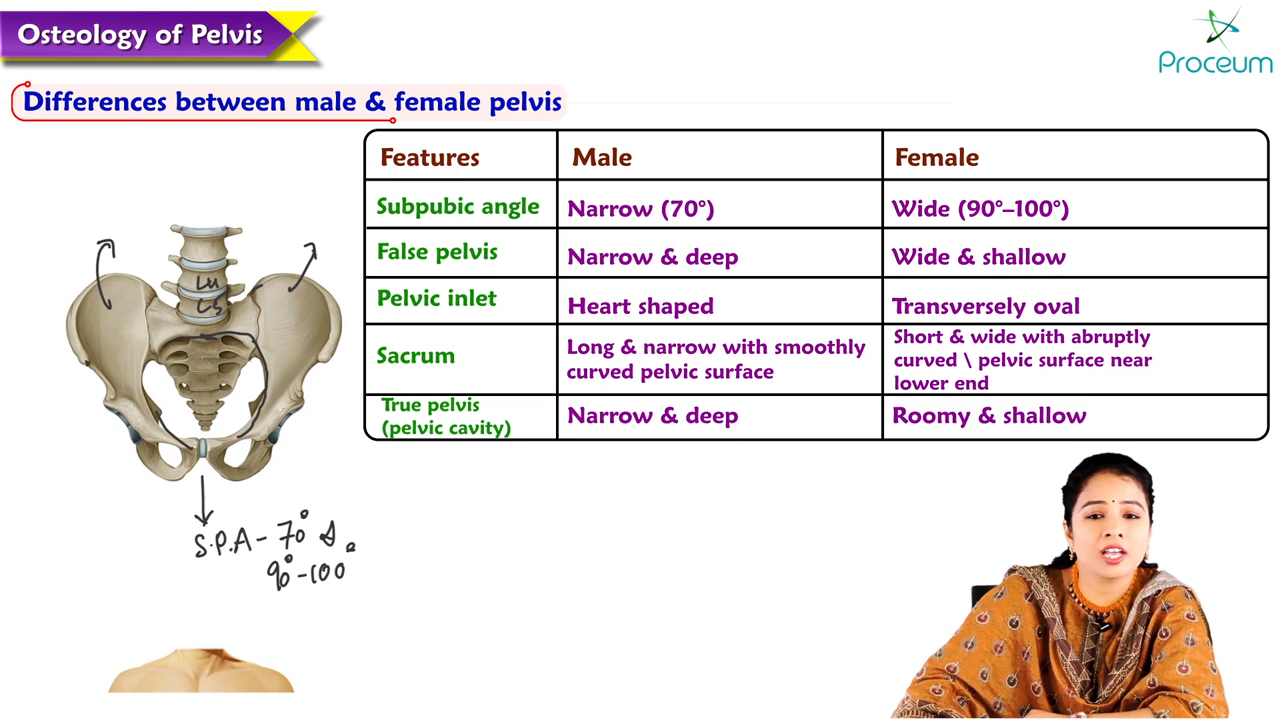 Osteology of Pelvis
Proceum
Differences between male & female pelvis
Features Male Female
Subpubic angle Narrow (70°) Wide (90°–100°)
False pelvis Narrow & deep Wide & shallow
Pelvic inlet Heart shaped Transversely oval
Sacrum Long & narrow with smoothly curved pelvic surface Short & wide with abruptly curved \ pelvic surface near lower end
True pelvis (pelvic cavity) Narrow & deep Roomy & shallow
L5
S.P.A - 70°
90° - 100°